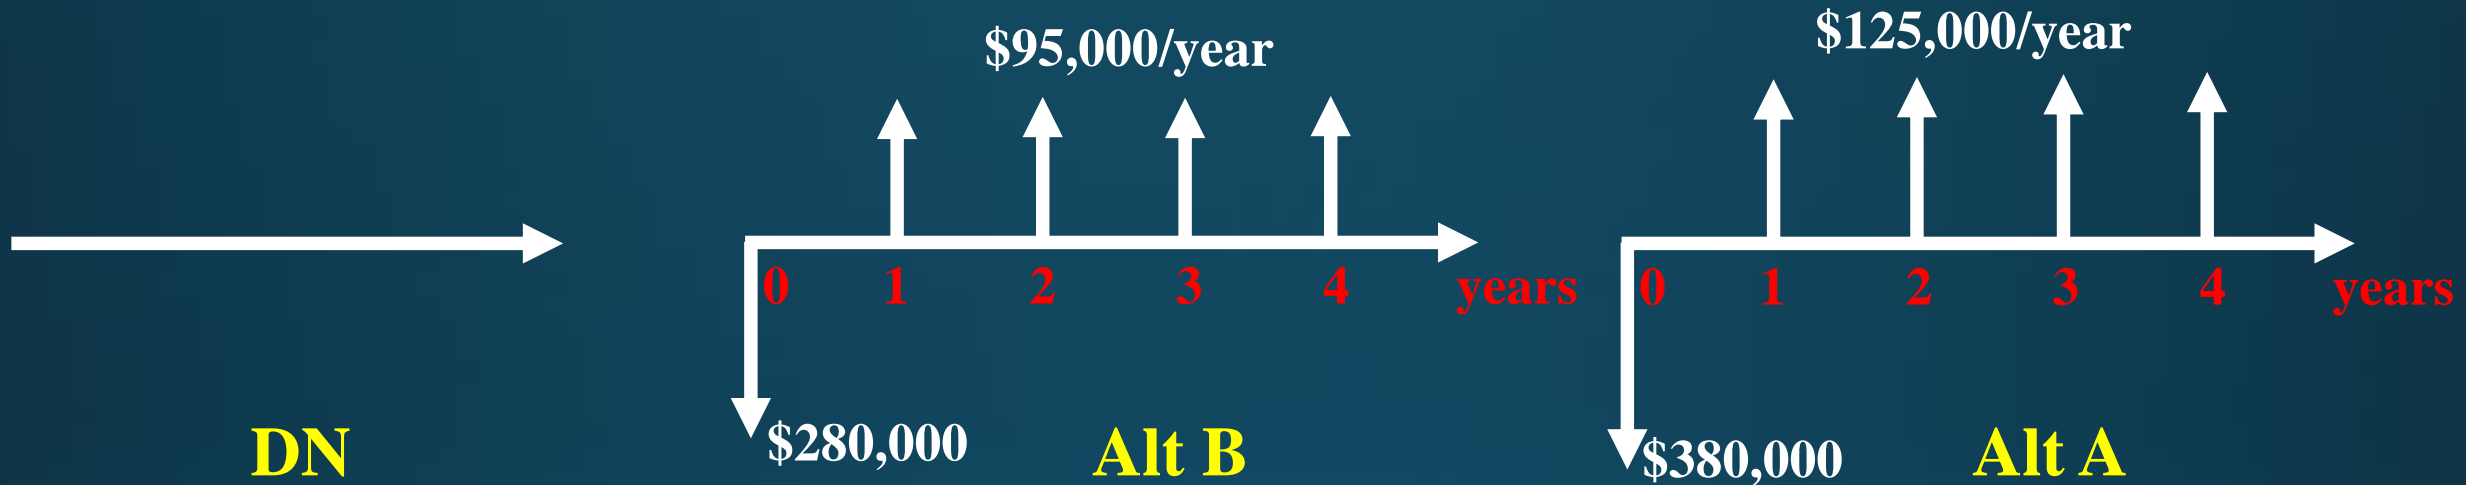 $95,000/year
$125,000/year
0 1 2 3 4 years
0 1 2 3 4 years
$280,000
$380,000
DN
Alt B
Alt A